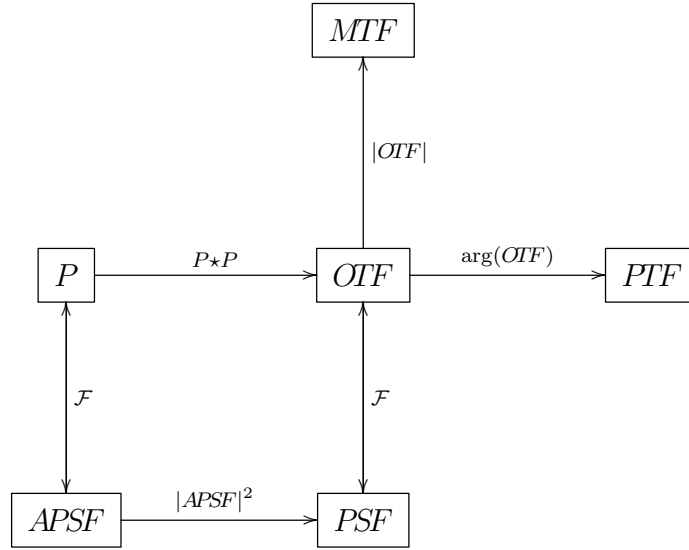 MTF
|OTF|
P
P⋆P
OTF
arg(OTF)
PTF
ℱ
ℱ
APSF
|APSF|²
PSF